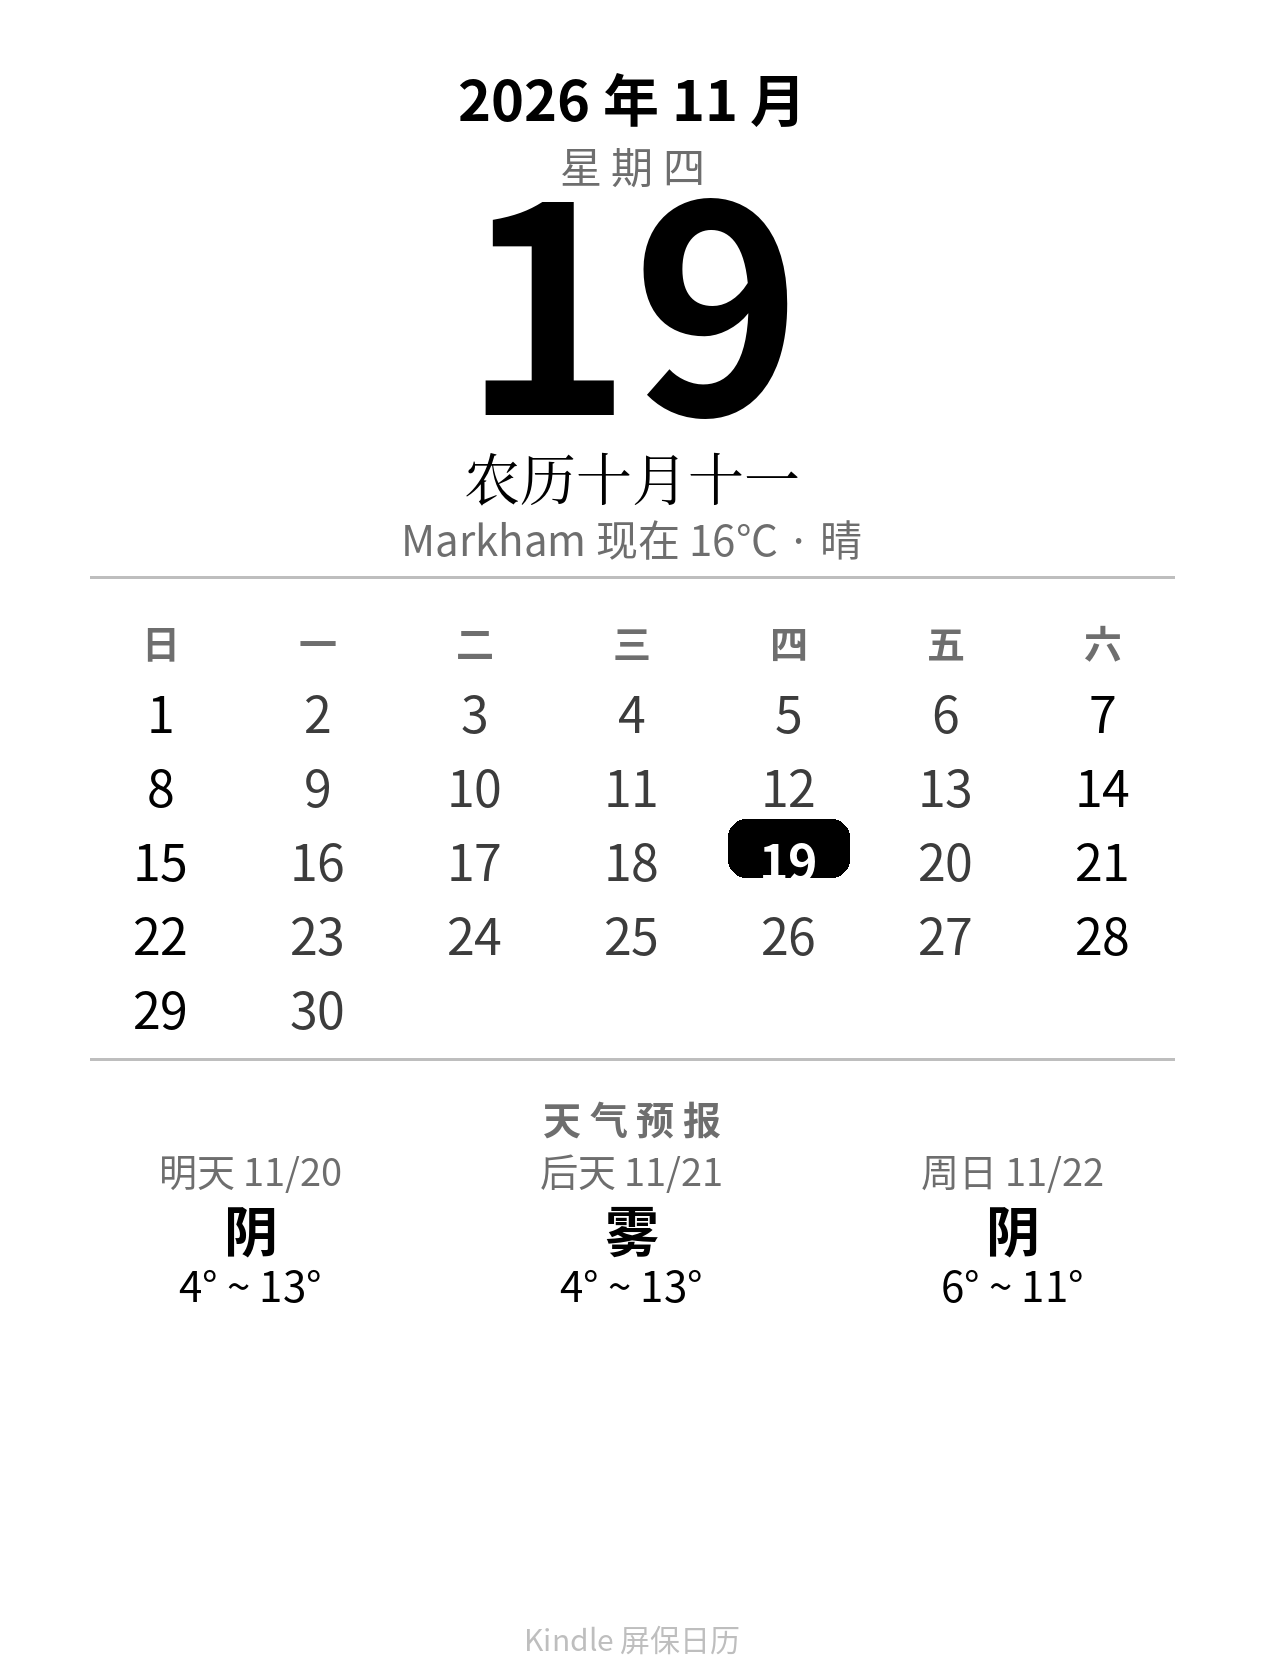 2026 年 11 月
星期四
19
农历十月十一
Markham 现在 16°C · 晴
日 一 二 三 四 五 六
1 2 3 4 5 6 7
8 9 10 11 12 13 14
15 16 17 18 19 20 21
22 23 24 25 26 27 28
29 30
天气预报
明天 11/20 后天 11/21 周日 11/22
阴 雾 阴
4° ~ 13° 4° ~ 13° 6° ~ 11°
Kindle 屏保日历